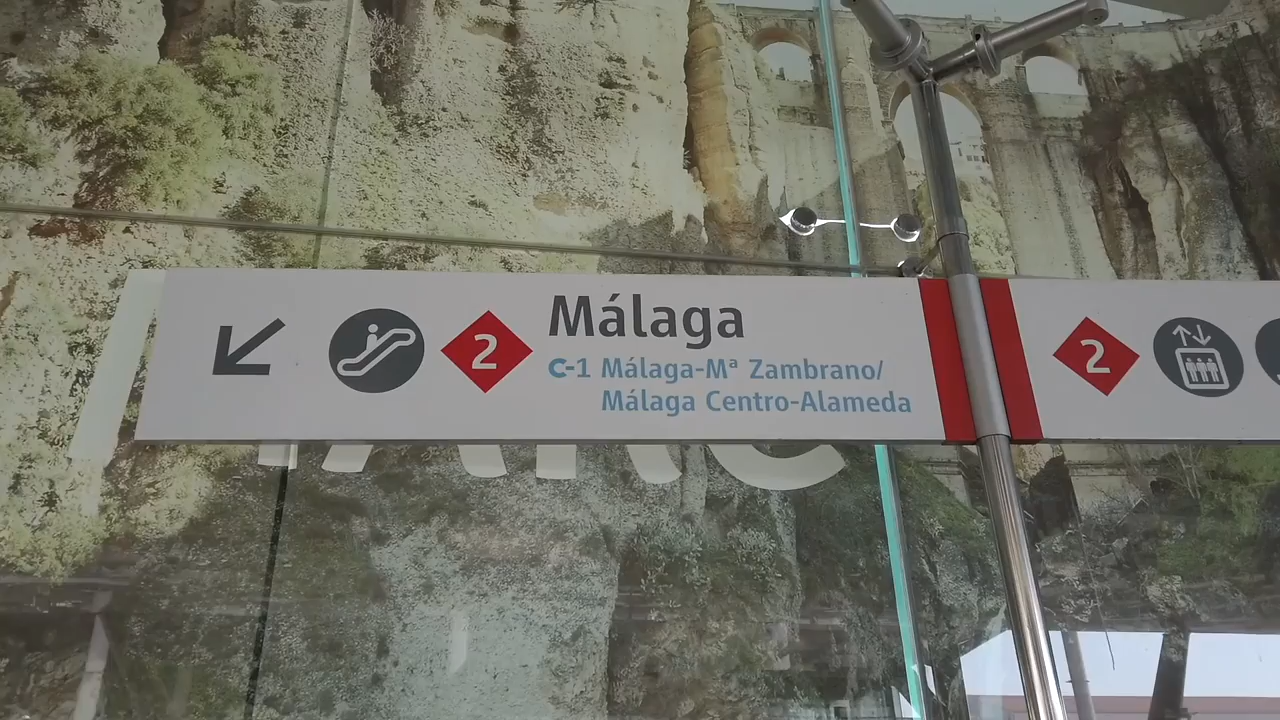 2
Málaga
C-1 Málaga-Mª Zambrano/
Málaga Centro-Alameda
2